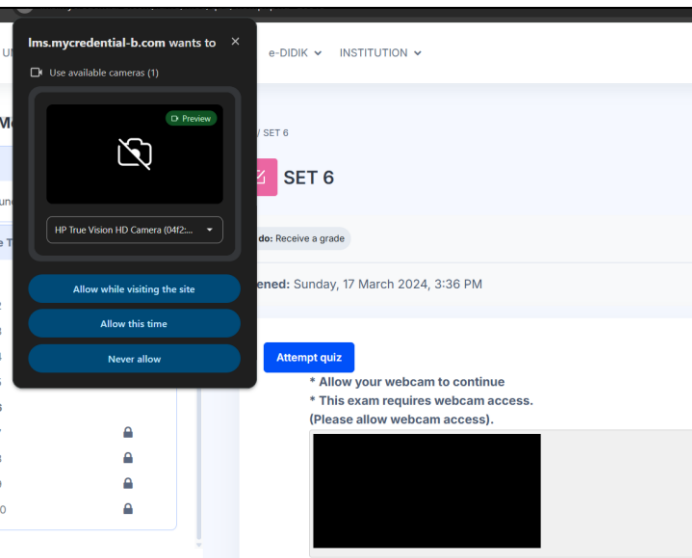 lms.mycredential-b.com wants to
Use available cameras (1)
Preview
HP True Vision HD Camera (04f2:...
Allow while visiting the site
Allow this time
Never allow
e-DIDIK
INSTITUTION
/ SET 6
SET 6
do: Receive a grade
ened: Sunday, 17 March 2024, 3:36 PM
Attempt quiz
* Allow your webcam to continue
* This exam requires webcam access.
(Please allow webcam access).